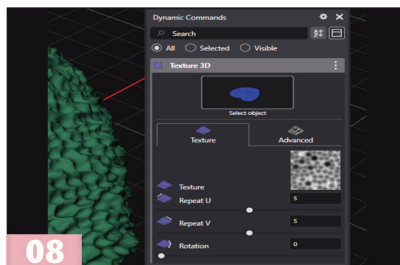 Dynamic Commands
Search
All Selected Visible
Texture 3D
Select object
Texture Advanced
Texture
Repeat U 5
Repeat V 5
Rotation 0
08